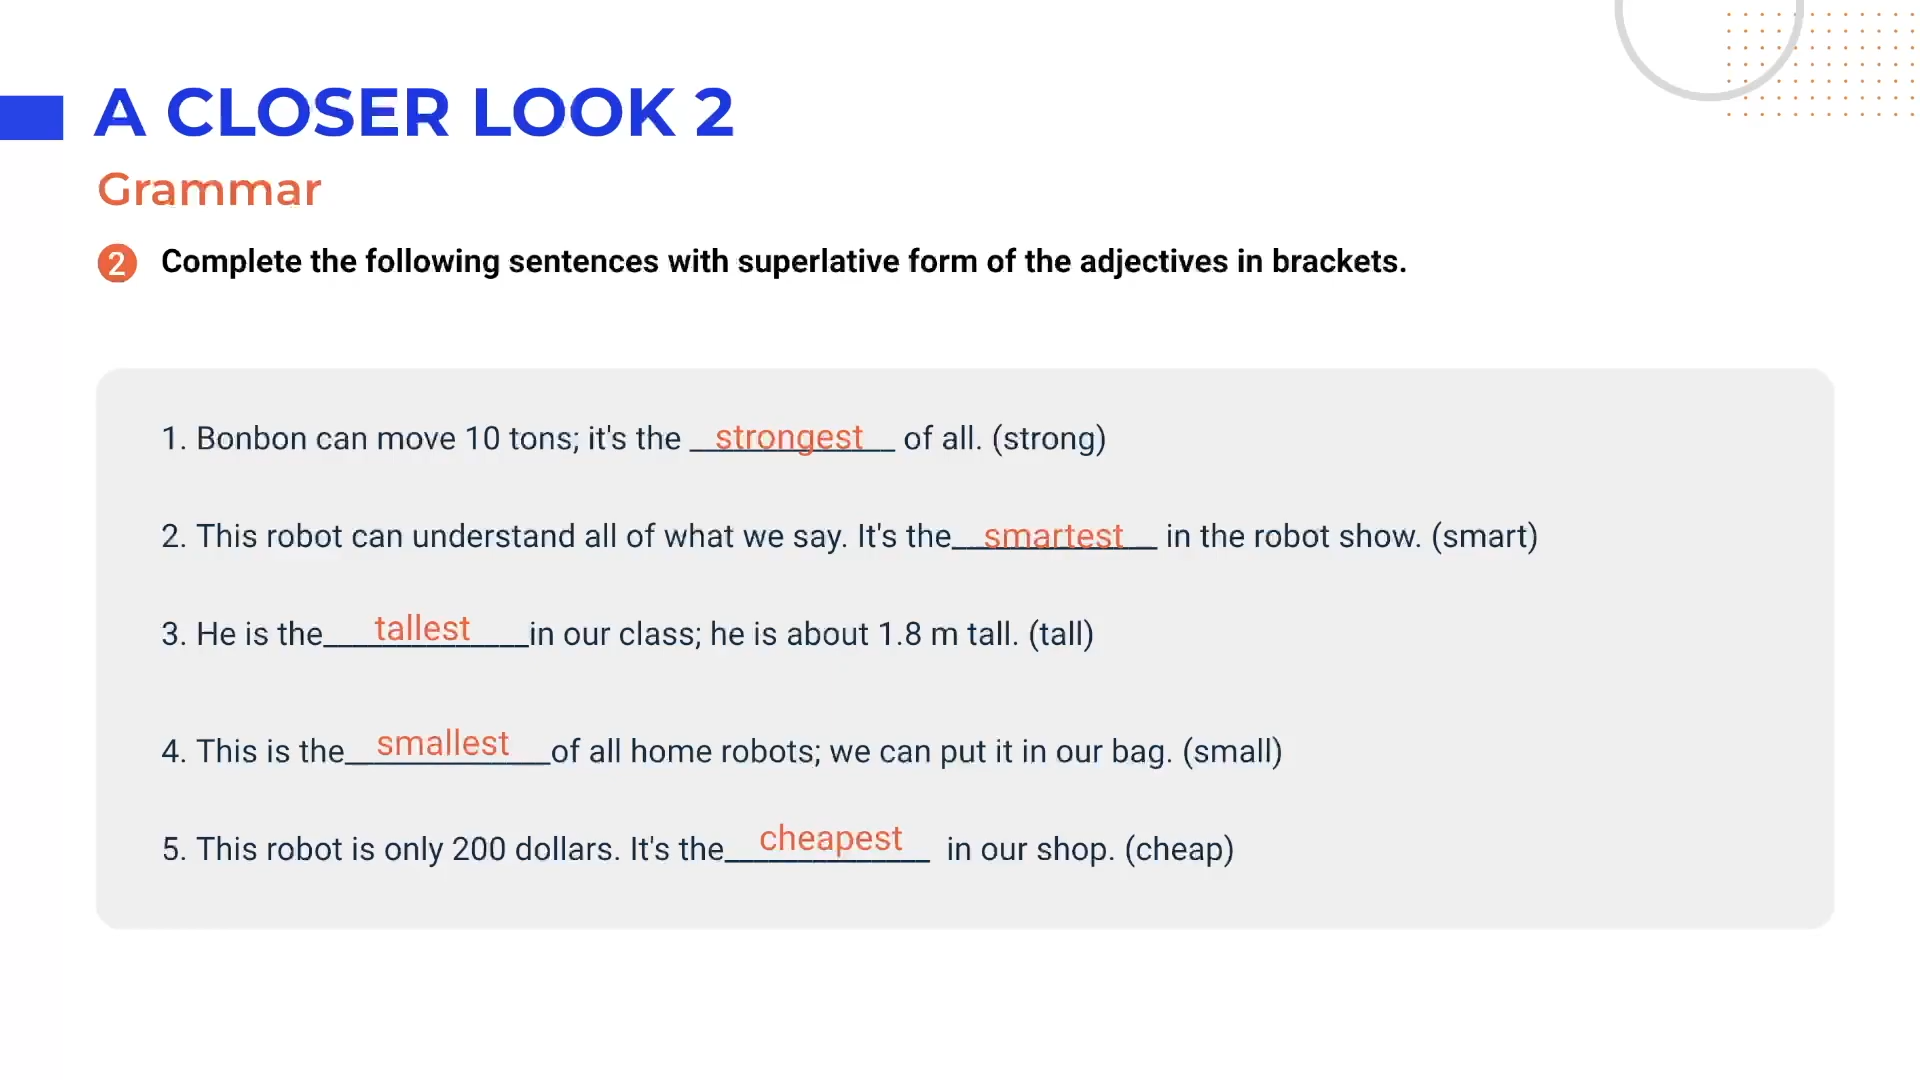 A CLOSER LOOK 2
Grammar
2 Complete the following sentences with superlative form of the adjectives in brackets.
1. Bonbon can move 10 tons; it's the strongest of all. (strong)
2. This robot can understand all of what we say. It's the smartest in the robot show. (smart)
3. He is the tallest in our class; he is about 1.8 m tall. (tall)
4. This is the smallest of all home robots; we can put it in our bag. (small)
5. This robot is only 200 dollars. It's the cheapest in our shop. (cheap)